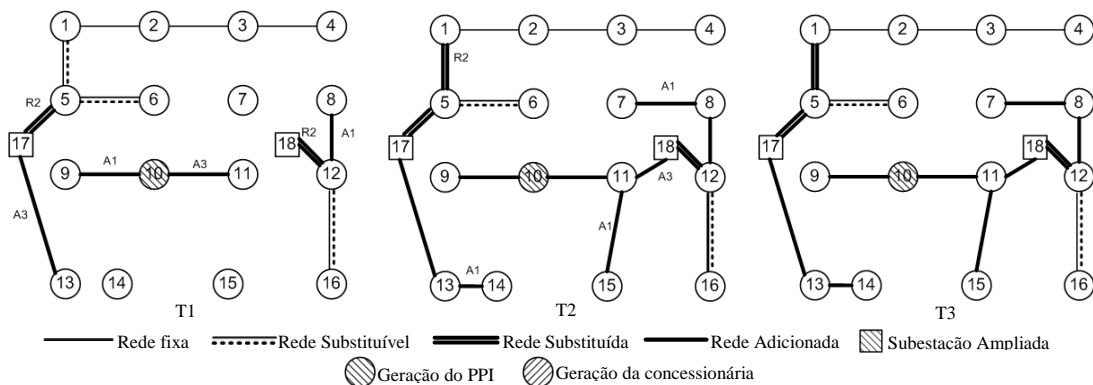 1 2 3 4
5 6 7 8
R2
17
18 R2 A1
9 A1 10 A3 11 12
A3
13 14 15 16
T1
1 2 3 4
R2
5 6 7 A1 8
17
18
9 10 11 A3 12
A1
13 A1 14 15 16
T2
1 2 3 4
5 6 7 8
17
18
9 10 11 12
13 14 15 16
T3
Rede fixa Rede Substituível Rede Substituída Rede Adicionada Subestação Ampliada
Geração do PPI Geração da concessionária